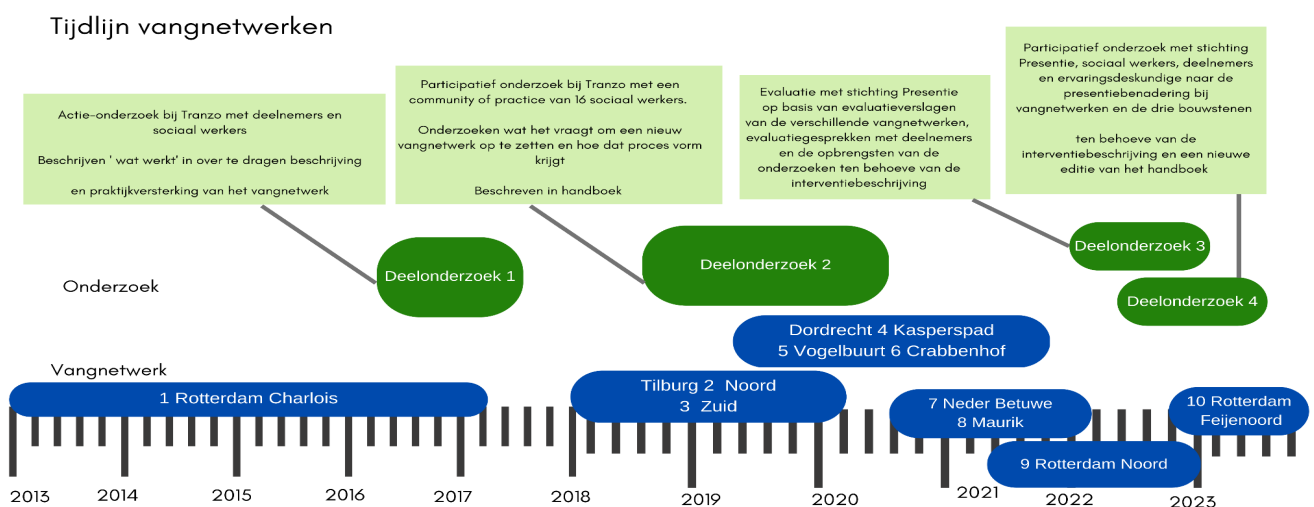 Tijdlijn vangnetwerken
Actie-onderzoek bij Tranzo met deelnemers en
sociaal werkers
Beschrijven ' wat werkt' in over te dragen beschrijving
en praktijkversterking van het vangnetwerk
Participatief onderzoek bij Tranzo met een
community of practice van 16 sociaal werkers.
Onderzoeken wat het vraagt om een nieuw
vangnetwerk op te zetten en hoe dat proces vorm
krijgt
Beschreven in handboek
Evaluatie met stichting Presentie
op basis van evaluatieverslagen
van de verschillende vangnetwerken,
evaluatiegesprekken met deelnemers
en de opbrengsten van de
onderzoeken ten behoeve van de
interventiebeschrijving
Participatief onderzoek met stichting
Presentie, sociaal werkers, deelnemers
en ervaringsdeskundige naar de
presentiebenadering bij
vangnetwerken en de drie bouwstenen
ten behoeve van de
interventiebeschrijving en een nieuwe
editie van het handboek
Onderzoek
Deelonderzoek 1
Deelonderzoek 2
Deelonderzoek 3
Deelonderzoek 4
Vangnetwerk
1 Rotterdam Charlois
Tilburg 2 Noord
3 Zuid
Dordrecht 4 Kasperspad
5 Vogelbuurt 6 Crabbenhof
7 Neder Betuwe
8 Maurik
9 Rotterdam Noord
10 Rotterdam
Feijenoord
2013
2014
2015
2016
2017
2018
2019
2020
2021
2022
2023